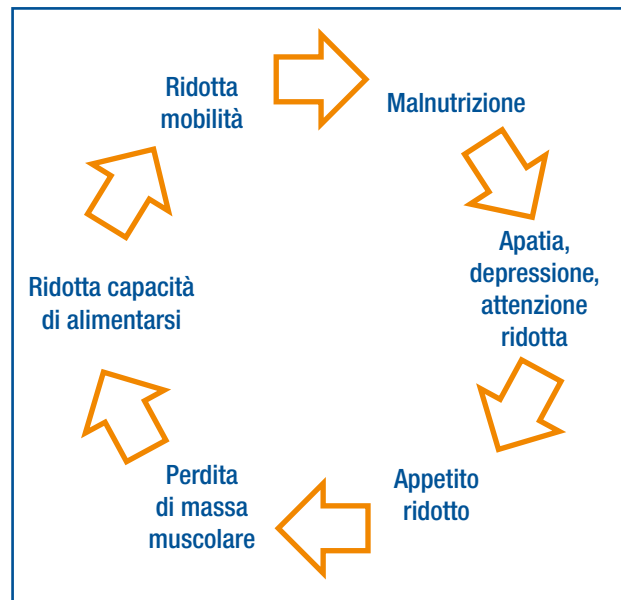 Ridotta
mobilità
Malnutrizione
Apatia,
depressione,
attenzione
ridotta
Appetito
ridotto
Perdita
di massa
muscolare
Ridotta capacità
di alimentarsi